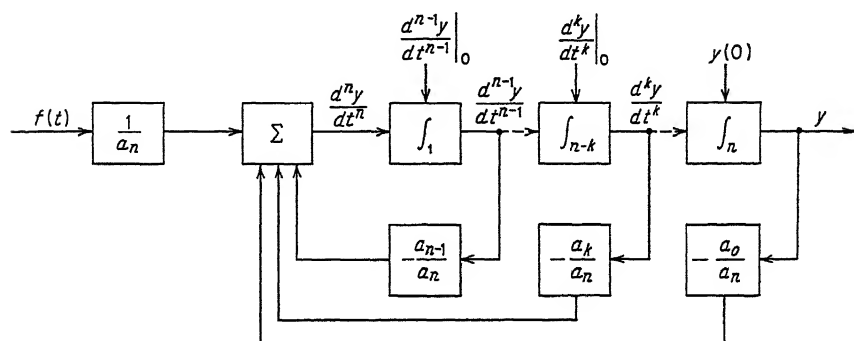 d^{n-1}y/dt^{n-1}|_0
d^k y/dt^k|_0
y(0)
f(t)
1/a_n
Σ
d^n y/dt^n
∫_1
d^{n-1}y/dt^{n-1}
∫_{n-k}
d^k y/dt^k
∫_n
y
-a_{n-1}/a_n
-a_k/a_n
-a_0/a_n